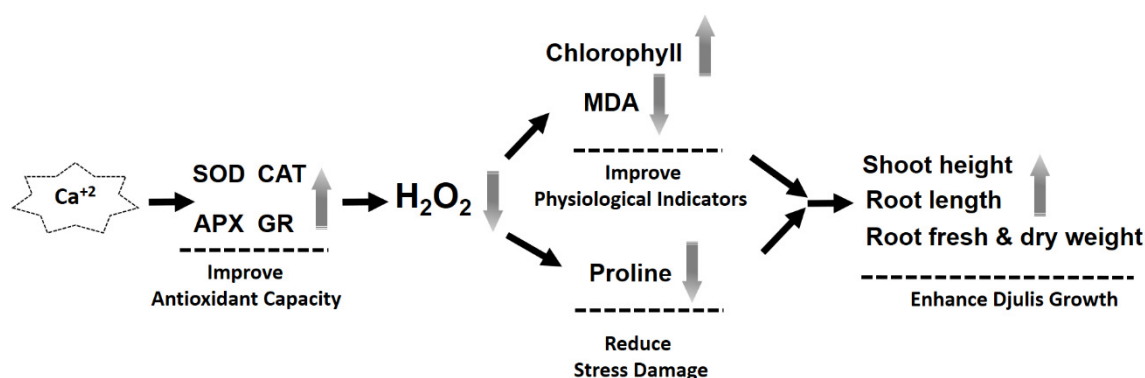 Ca+2
SOD CAT
APX GR
Improve
Antioxidant Capacity
H2O2
Chlorophyll
MDA
Improve
Physiological Indicators
Proline
Reduce
Stress Damage
Shoot height
Root length
Root fresh & dry weight
Enhance Djulis Growth